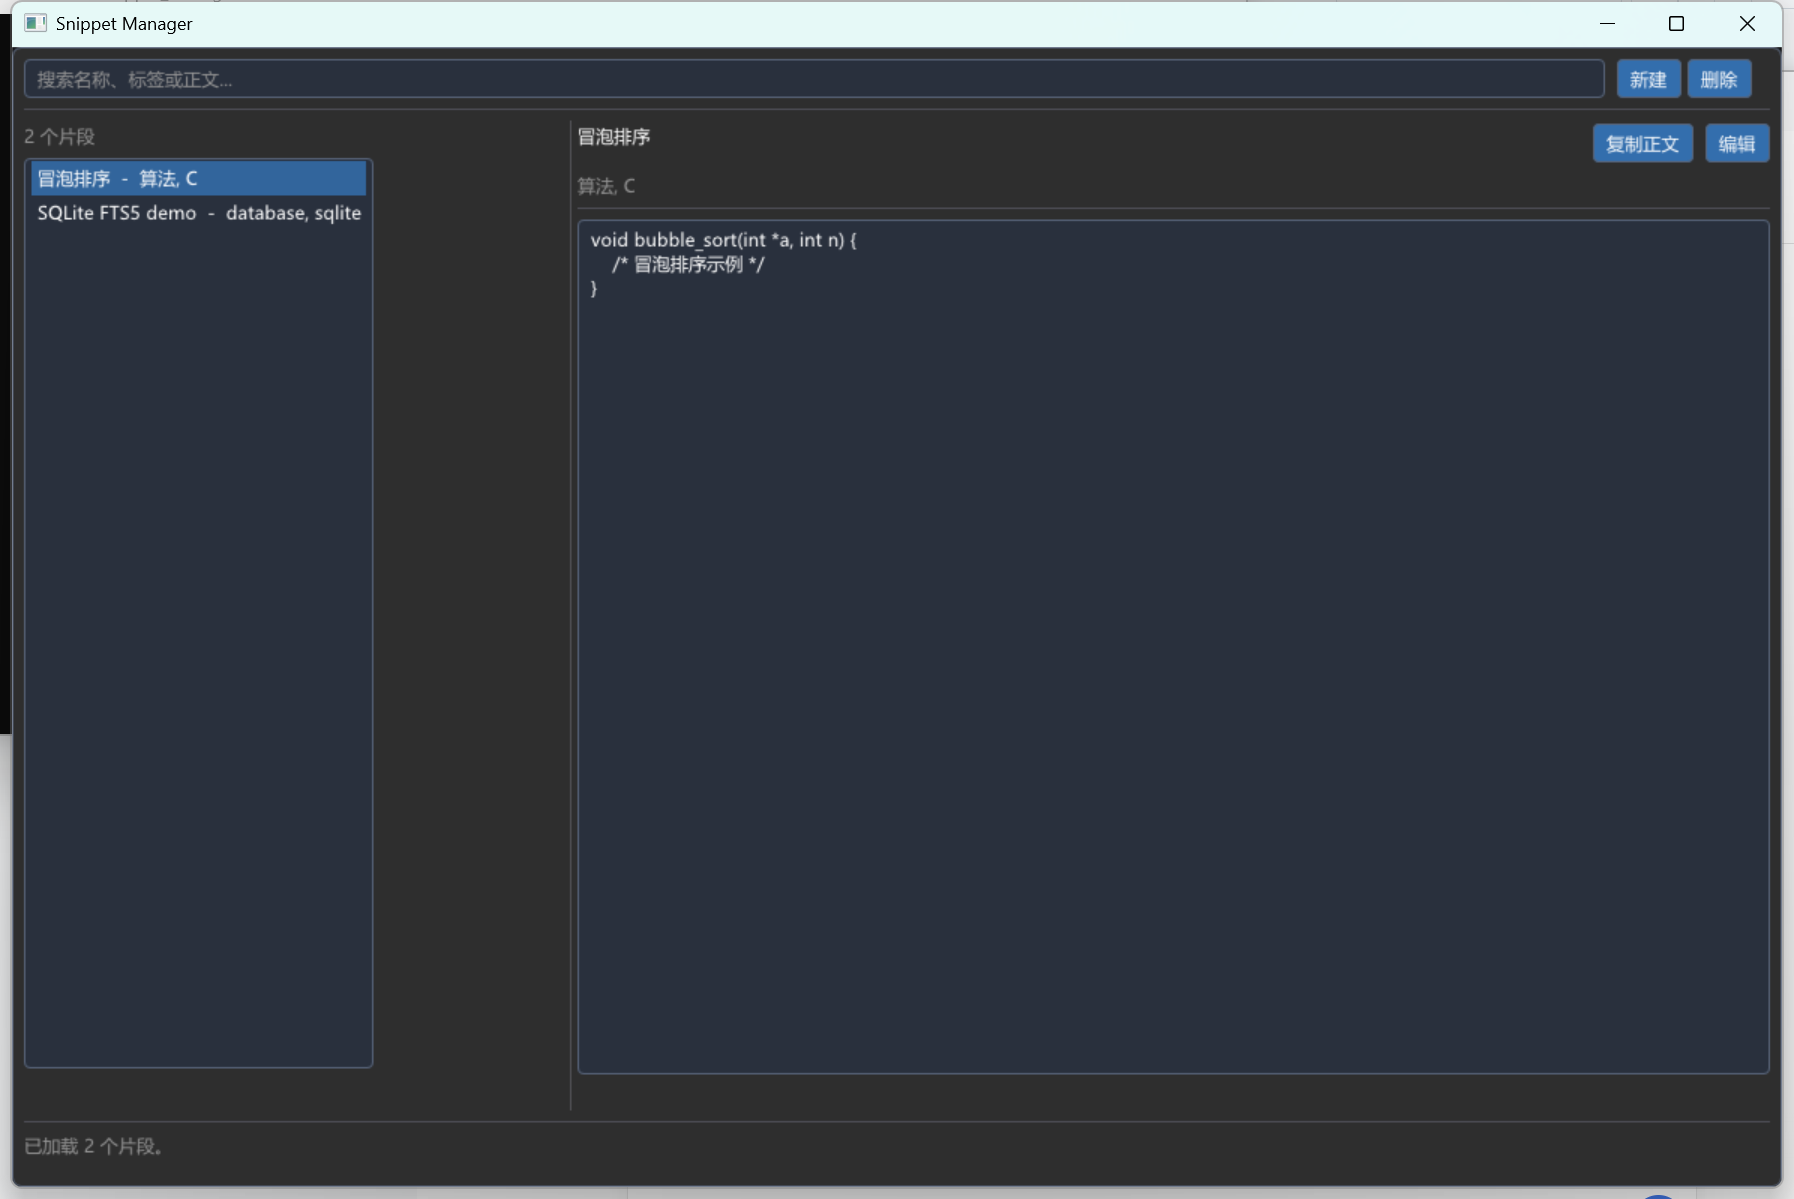 Snippet Manager
搜索名称、标签或正文...
新建
删除
2 个片段
冒泡排序 - 算法, C
SQLite FTS5 demo - database, sqlite
冒泡排序
复制正文
编辑
算法, C
void bubble_sort(int *a, int n) {
    /* 冒泡排序示例 */
}
已加载 2 个片段。